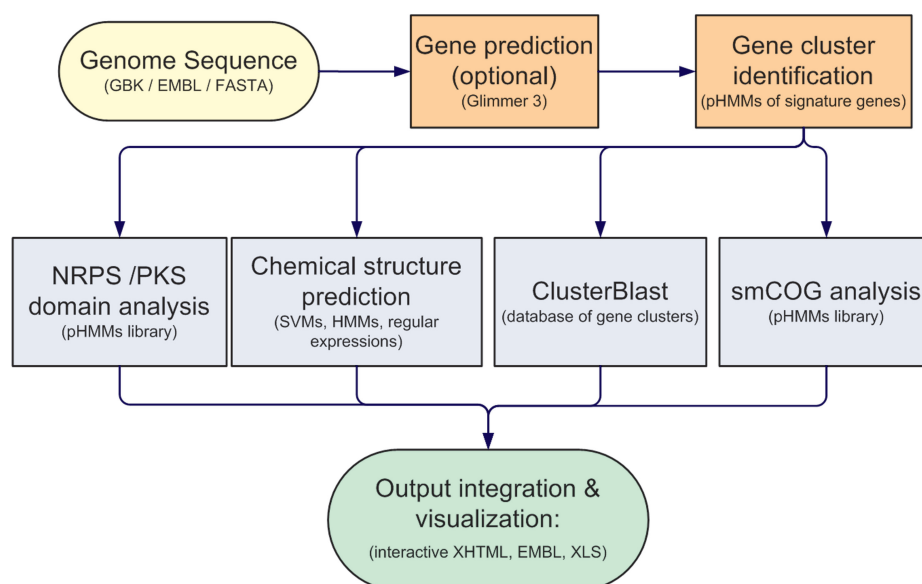 Genome Sequence
(GBK / EMBL / FASTA)
Gene prediction
(optional)
(Glimmer 3)
Gene cluster
identification
(pHMMs of signature genes)
NRPS /PKS
domain analysis
(pHMMs library)
Chemical structure
prediction
(SVMs, HMMs, regular
expressions)
ClusterBlast
(database of gene clusters)
smCOG analysis
(pHMMs library)
Output integration &
visualization:
(interactive XHTML, EMBL, XLS)